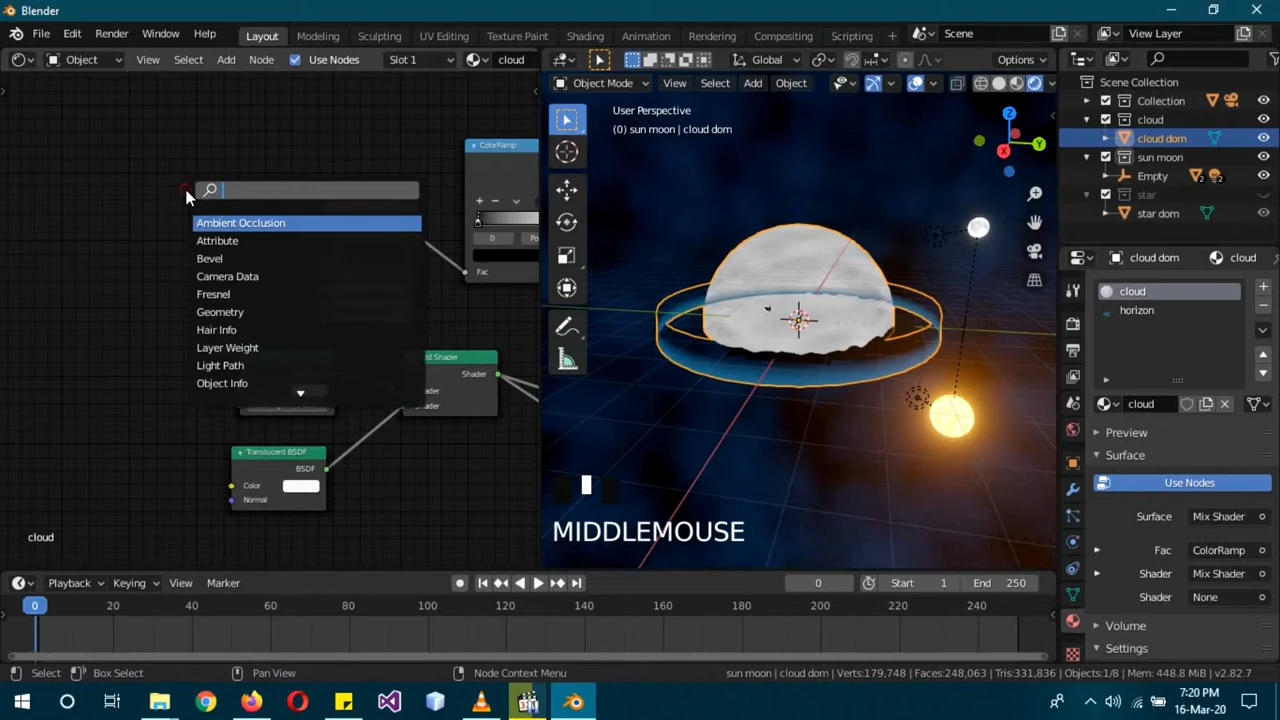 Blender
File Edit Render Window Help Layout Modeling Sculpting UV Editing Texture Paint Shading Animation Rendering Compositing Scripting Scene View Layer
Object View Select Add Node Use Nodes Slot 1 cloud Global Options
Object Mode View Select Add Object
User Perspective
(0) sun moon | cloud dom
Z
Y
X
Scene Collection
Collection
cloud
cloud dom
sun moon
Empty 2 2
star
star dom
ColorRamp
0
Fac
Ambient Occlusion
Attribute
Bevel
Camera Data
Fresnel
Geometry
Hair Info
Layer Weight
Light Path
Object Info
Shader
Shader
Translucent BSDF
BSDF
Color
Normal
cloud
MIDDLEMOUSE
cloud dom cloud
cloud
horizon
cloud
Preview
Surface
Use Nodes
Surface Mix Shader
Fac ColorRamp
Shader Mix Shader
Shader None
Volume
Settings
Playback Keying View Marker 0 Start 1 End 250
0 20 40 60 80 100 120 140 160 180 200 220 240
Select Box Select Pan View Node Context Menu sun moon | cloud dom | Verts:179,748 | Faces:248,063 | Tris:331,836 | Objects:1/8 | Mem: 448.8 MiB | v2.82.7
7:20 PM
16-Mar-20